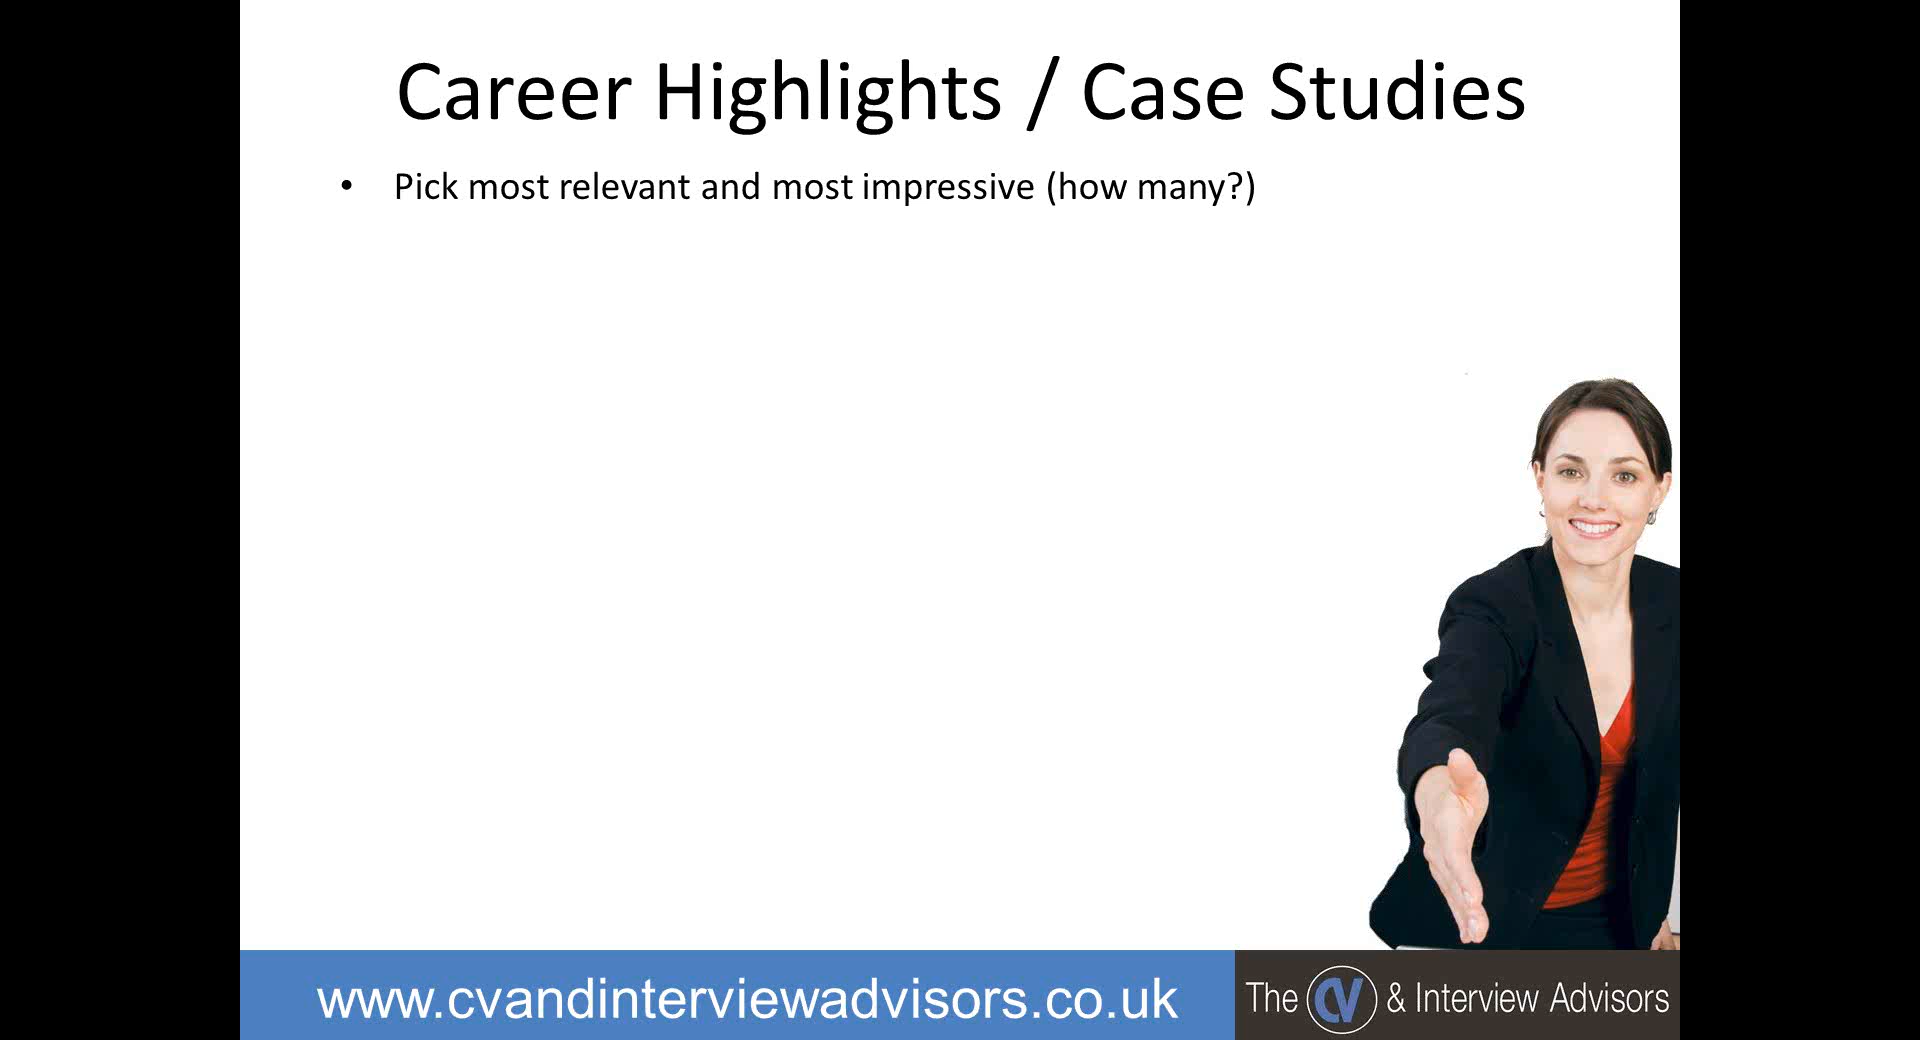 Career Highlights / Case Studies
• Pick most relevant and most impressive (how many?)
www.cvandinterviewadvisors.co.uk
The CV & Interview Advisors